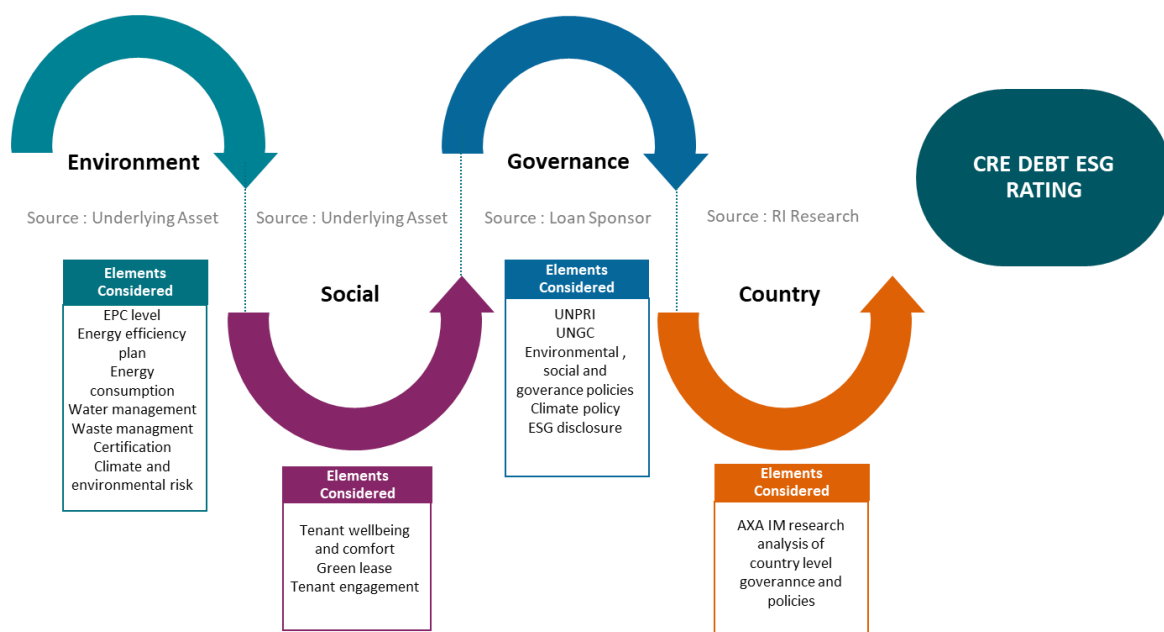 Environment
Source : Underlying Asset
Elements
Considered
EPC level
Energy efficiency
plan
Energy
consumption
Water management
Waste managment
Certification
Climate and
environmental risk
Source : Underlying Asset
Social
Elements
Considered
Tenant wellbeing
and comfort
Green lease
Tenant engagement
Governance
Source : Loan Sponsor
Elements
Considered
UNPRI
UNGC
Environmental ,
social and
goverance policies
Climate policy
ESG disclosure
Source : RI Research
Country
Elements
Considered
AXA IM research
analysis of
country level
goverannce and
policies
CRE DEBT ESG
RATING